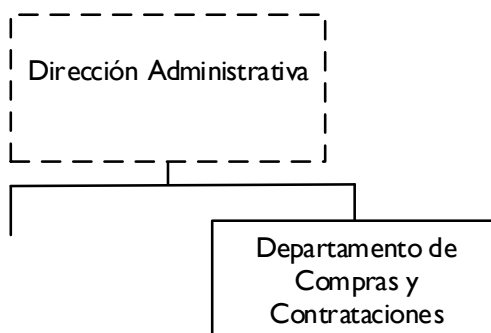 Dirección Administrativa
Departamento de
Compras y
Contrataciones